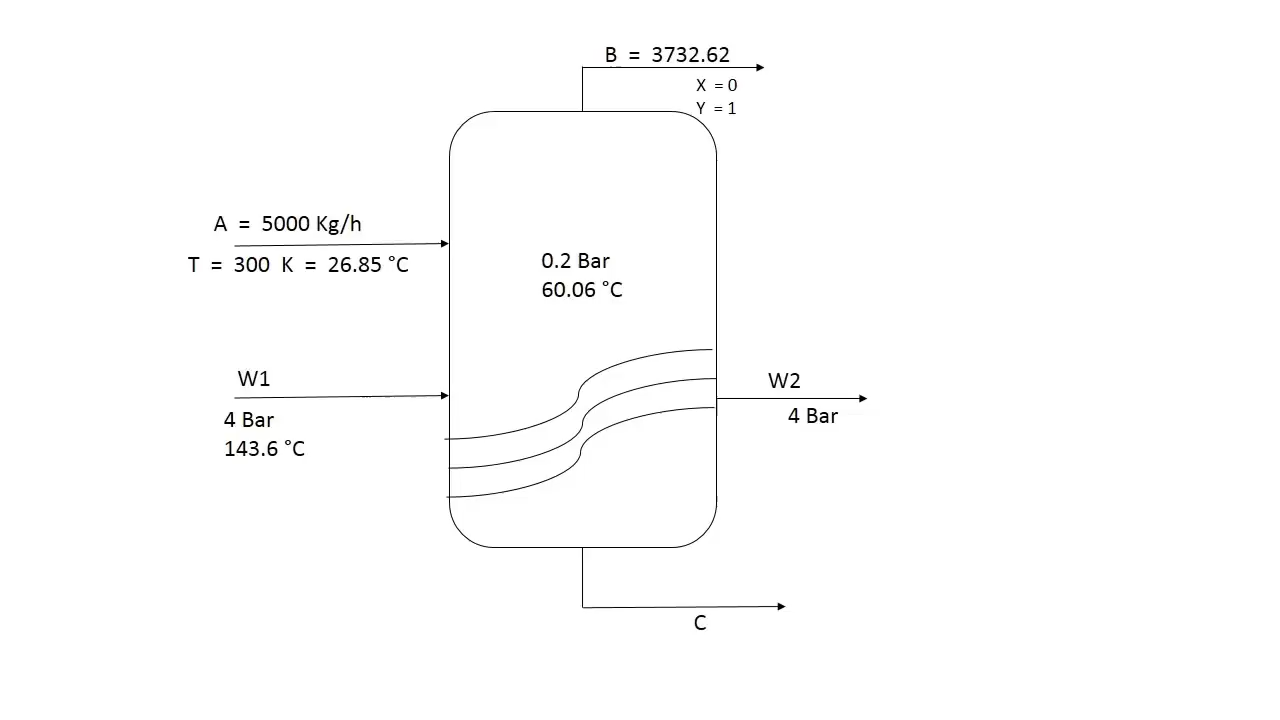 B = 3732.62
X = 0
Y = 1
A = 5000 Kg/h
T = 300 K = 26.85 °C
0.2 Bar
60.06 °C
W1
4 Bar
143.6 °C
W2
4 Bar
C